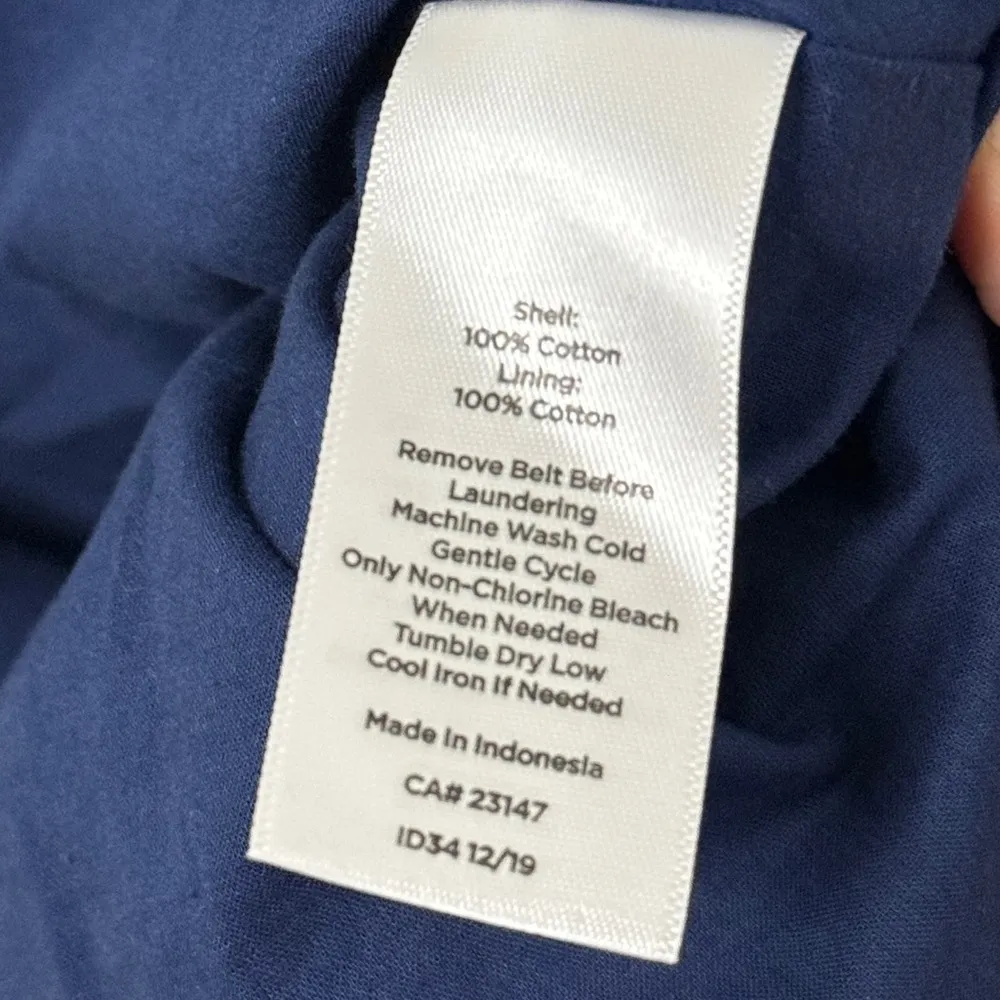 Shell:
100% Cotton
Lining:
100% Cotton
Remove Belt Before
Laundering
Machine Wash Cold
Gentle Cycle
Only Non-Chlorine Bleach
When Needed
Tumble Dry Low
Cool Iron If Needed
Made In Indonesia
CA# 23147
ID34 12/19